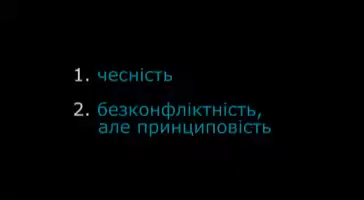 1. чесність
2. безконфліктність,
але принциповість